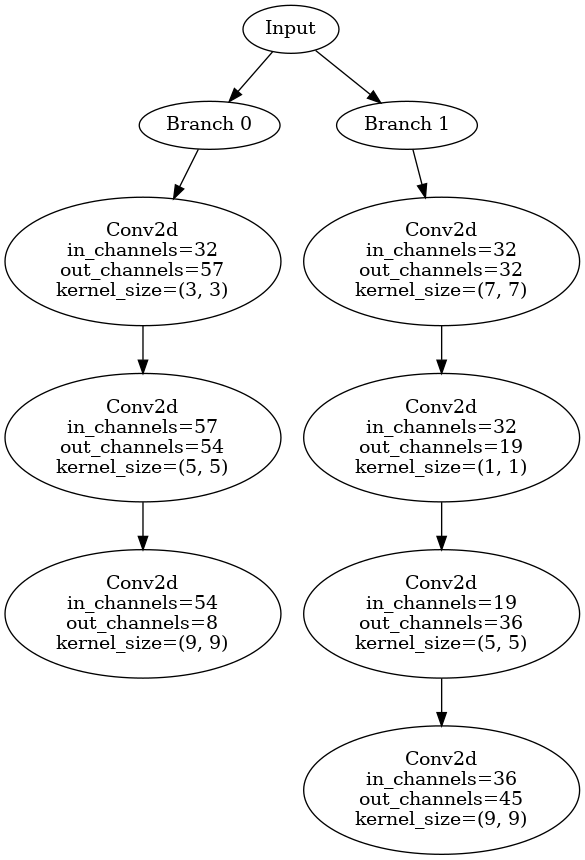 Input
Branch 0
Branch 1
Conv2d
in_channels=32
out_channels=57
kernel_size=(3, 3)
Conv2d
in_channels=32
out_channels=32
kernel_size=(7, 7)
Conv2d
in_channels=57
out_channels=54
kernel_size=(5, 5)
Conv2d
in_channels=32
out_channels=19
kernel_size=(1, 1)
Conv2d
in_channels=54
out_channels=8
kernel_size=(9, 9)
Conv2d
in_channels=19
out_channels=36
kernel_size=(5, 5)
Conv2d
in_channels=36
out_channels=45
kernel_size=(9, 9)